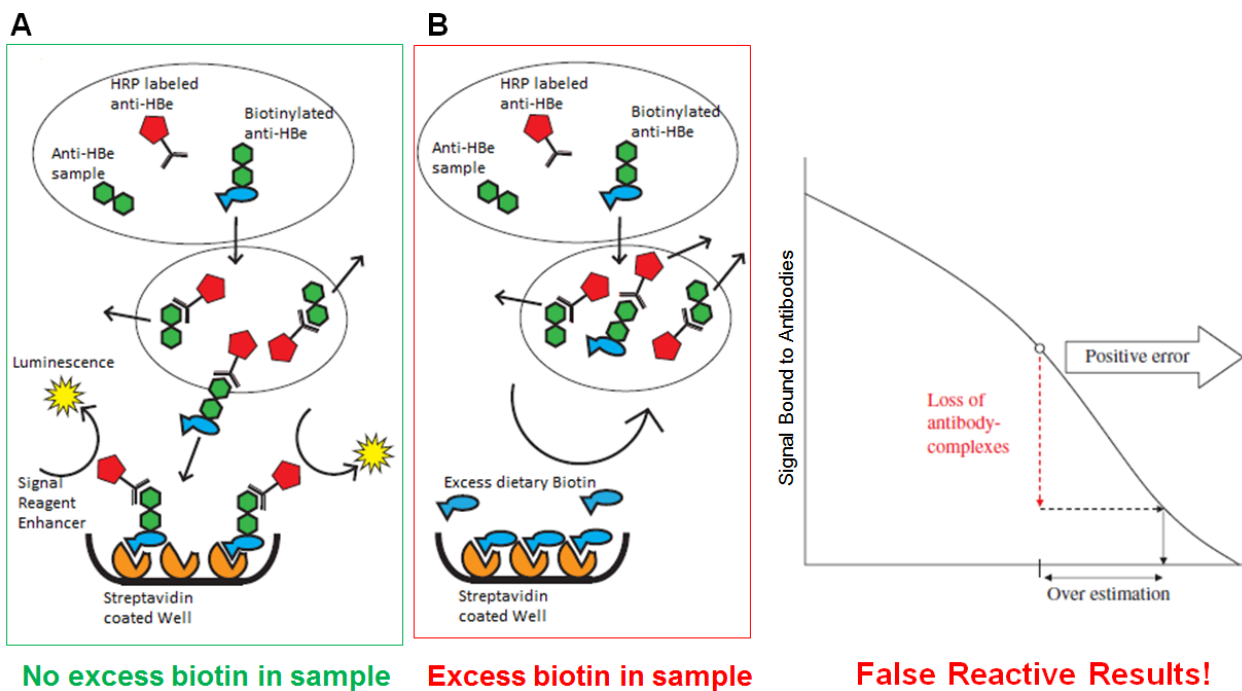 A
HRP labeled
anti-HBe
Biotinylated
anti-HBe
Anti-HBe
sample
Luminescence
Signal
Reagent
Enhancer
Streptavidin
coated Well
No excess biotin in sample
B
HRP labeled
anti-HBe
Biotinylated
anti-HBe
Anti-HBe
sample
Excess dietary Biotin
Streptavidin
coated Well
Excess biotin in sample
Signal Bound to Antibodies
Positive error
Loss of
antibody-
complexes
Over estimation
False Reactive Results!